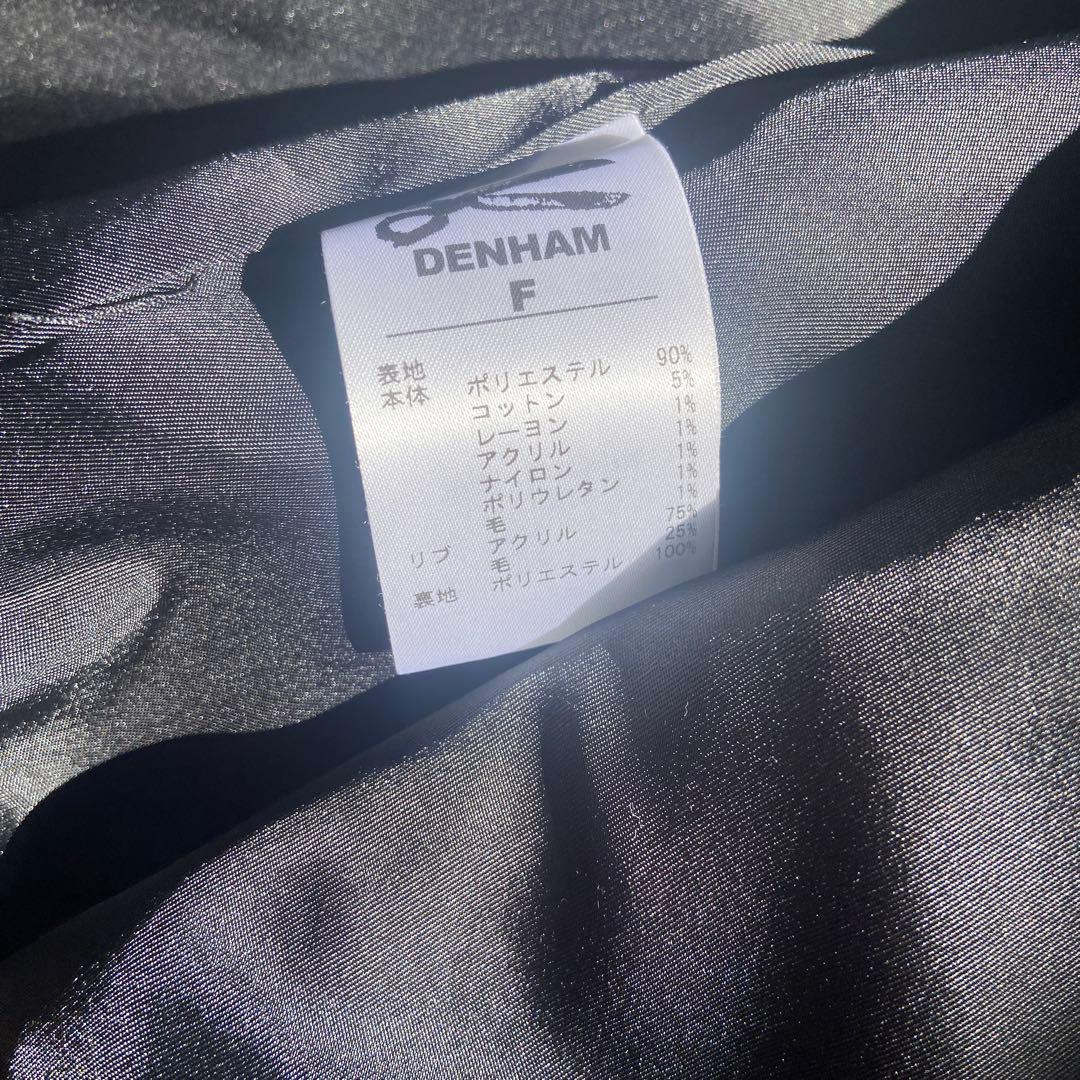 DENHAM
F
表地
本体 ポリエステル 90%
コットン 5%
レーヨン 1%
アクリル 1%
ナイロン 1%
ポリウレタン 1%
毛 1%
リブ アクリル 75%
毛 25%
裏地 ポリエステル 100%